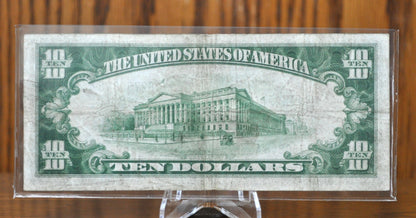 10 THE UNITED STATES OF AMERICA 10
TEN TEN
10 10
TEN TEN DOLLARS TEN